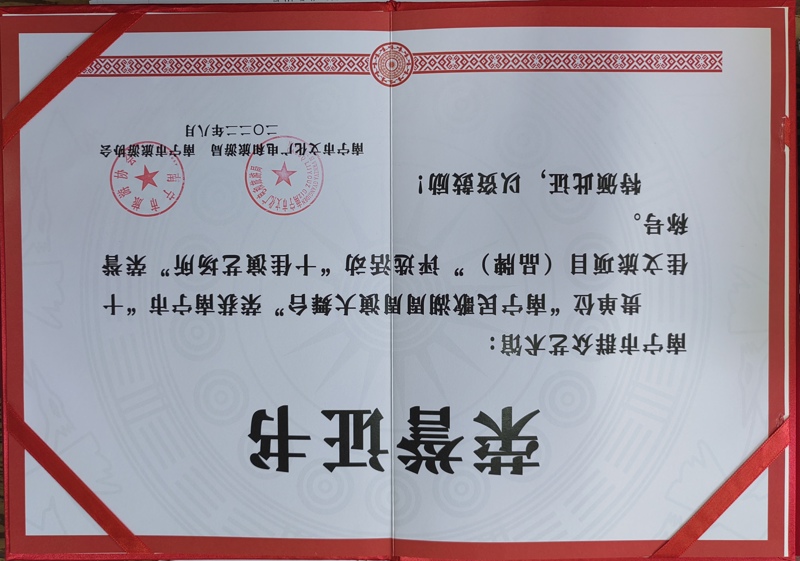 荣誉证书
南宁市群众艺术馆：
贵单位“南宁民歌湖周周演大舞台”荣获南宁市“十
佳文旅项目（品牌）”评选活动“十佳演艺场所”荣誉
称号。
特颁此证，以资鼓励！
南宁市文化广电和旅游局 南宁市旅游协会
二〇二二年八月